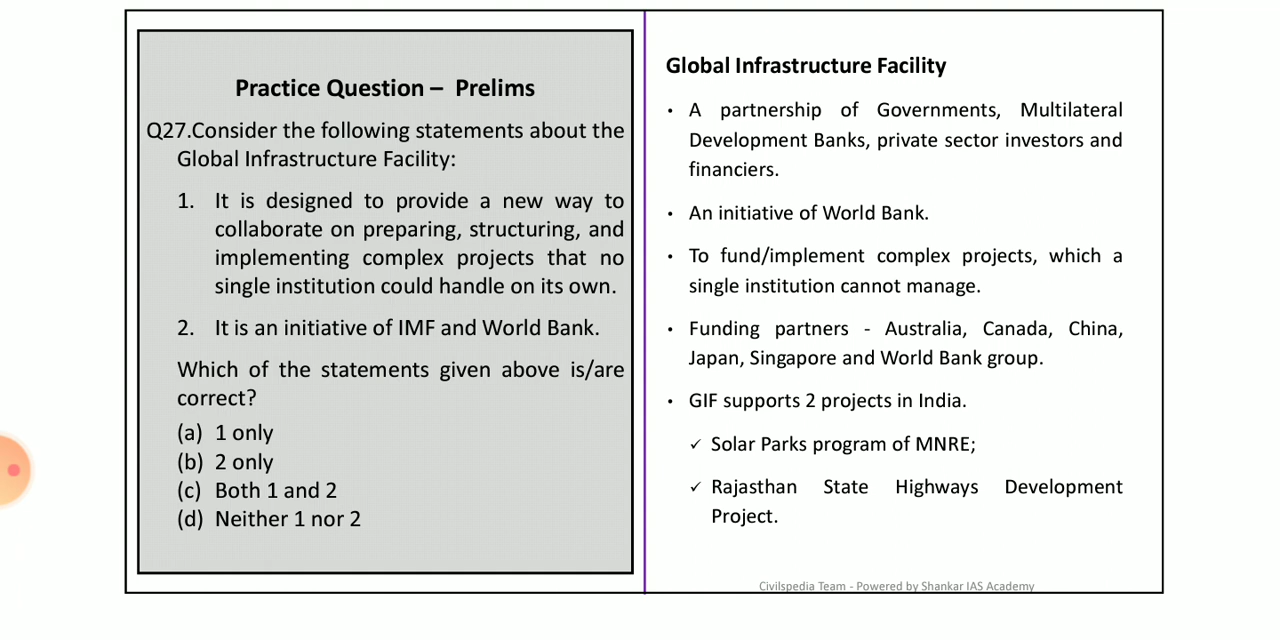 Practice Question – Prelims
Q27.Consider the following statements about the
Global Infrastructure Facility:
1. It is designed to provide a new way to
collaborate on preparing, structuring, and
implementing complex projects that no
single institution could handle on its own.
2. It is an initiative of IMF and World Bank.
Which of the statements given above is/are
correct?
(a) 1 only
(b) 2 only
(c) Both 1 and 2
(d) Neither 1 nor 2
Global Infrastructure Facility
• A partnership of Governments, Multilateral
Development Banks, private sector investors and
financiers.
• An initiative of World Bank.
• To fund/implement complex projects, which a
single institution cannot manage.
• Funding partners - Australia, Canada, China,
Japan, Singapore and World Bank group.
• GIF supports 2 projects in India.
✓ Solar Parks program of MNRE;
✓ Rajasthan State Highways Development
Project.
Civilspedia Team - Powered by Shankar IAS Academy